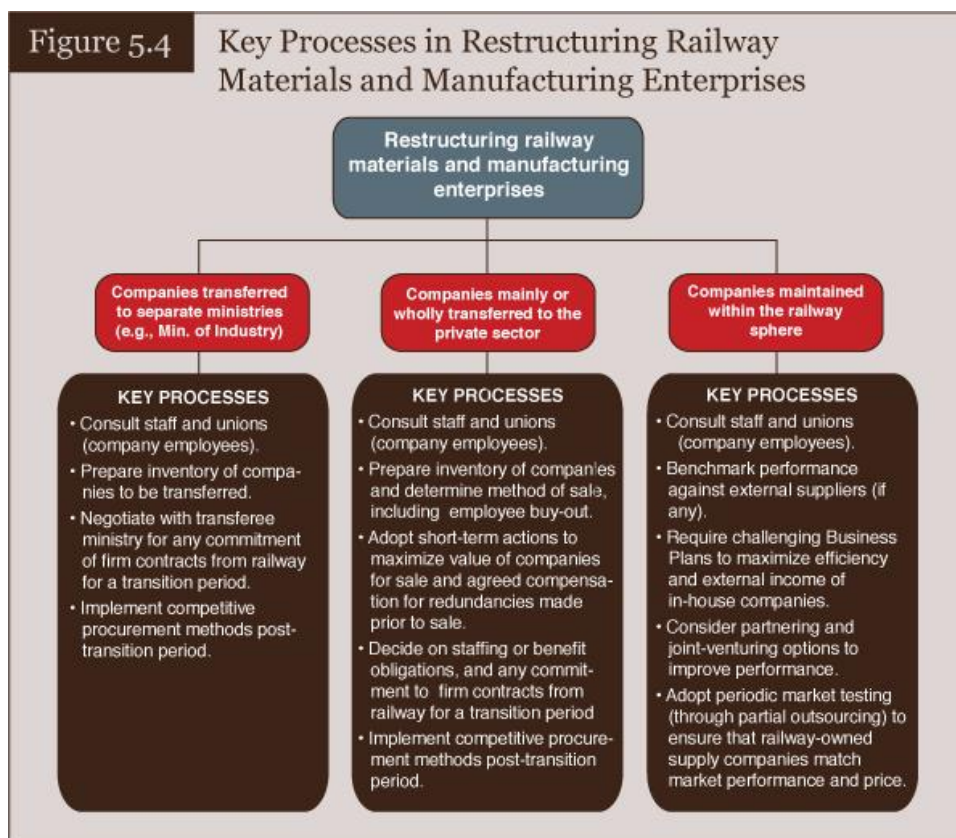 Figure 5.4
Key Processes in Restructuring Railway
Materials and Manufacturing Enterprises
Restructuring railway
materials and manufacturing
enterprises
Companies transferred
to separate ministries
(e.g., Min. of Industry)
KEY PROCESSES
• Consult staff and unions
(company employees).
• Prepare inventory of compa-
nies to be transferred.
• Negotiate with transferee
ministry for any commitment
of firm contracts from railway
for a transition period.
• Implement competitive
procurement methods post-
transition period.
Companies mainly or
wholly transferred to the
private sector
KEY PROCESSES
• Consult staff and unions
(company employees).
• Prepare inventory of companies
and determine method of sale,
including employee buy-out.
• Adopt short-term actions to
maximize value of companies
for sale and agreed compensa-
tion for redundancies made
prior to sale.
• Decide on staffing or benefit
obligations, and any commit-
ment to firm contracts from
railway for a transition period
• Implement competitive procure-
ment methods post-transition
period.
Companies maintained
within the railway
sphere
KEY PROCESSES
• Consult staff and unions
(company employees).
• Benchmark performance
against external suppliers (if
any).
• Require challenging Business
Plans to maximize efficiency
and external income of
in-house companies.
• Consider partnering and
joint-venturing options to
improve performance.
• Adopt periodic market testing
(through partial outsourcing) to
ensure that railway-owned
supply companies match
market performance and price.